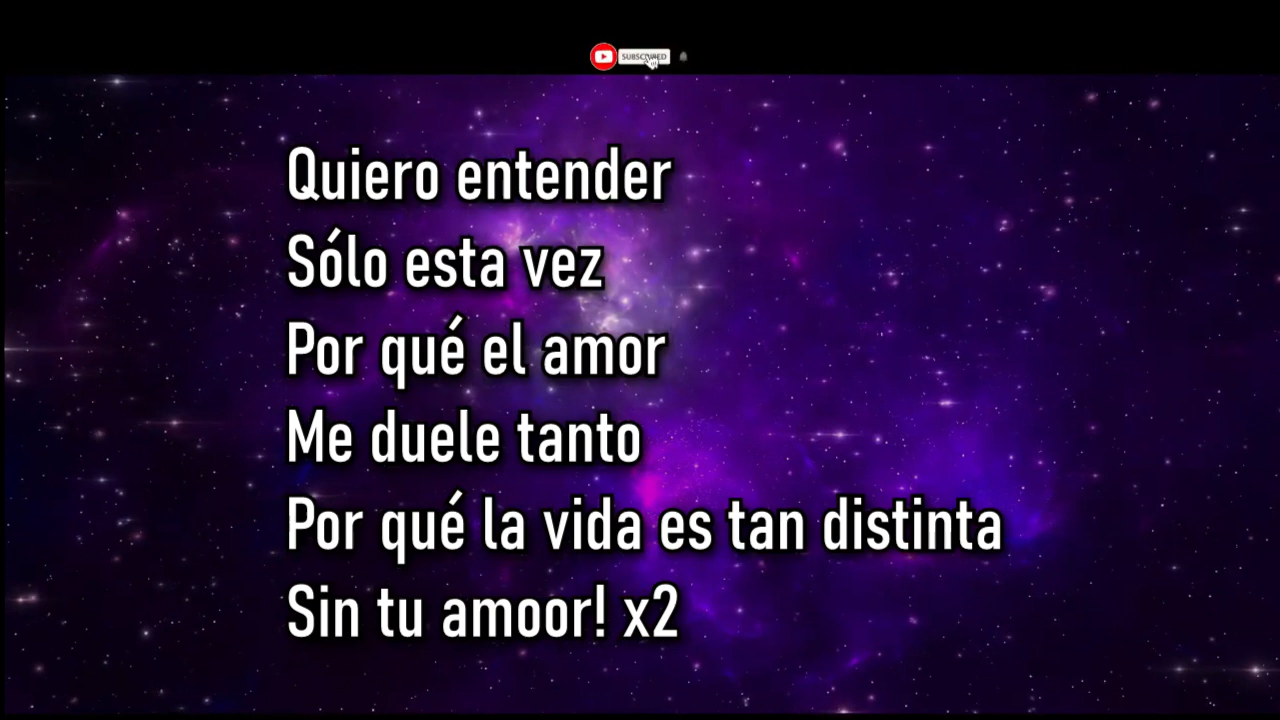 SUBSCRIBED
Quiero entender
Sólo esta vez
Por qué el amor
Me duele tanto
Por qué la vida es tan distinta
Sin tu amoor! x2